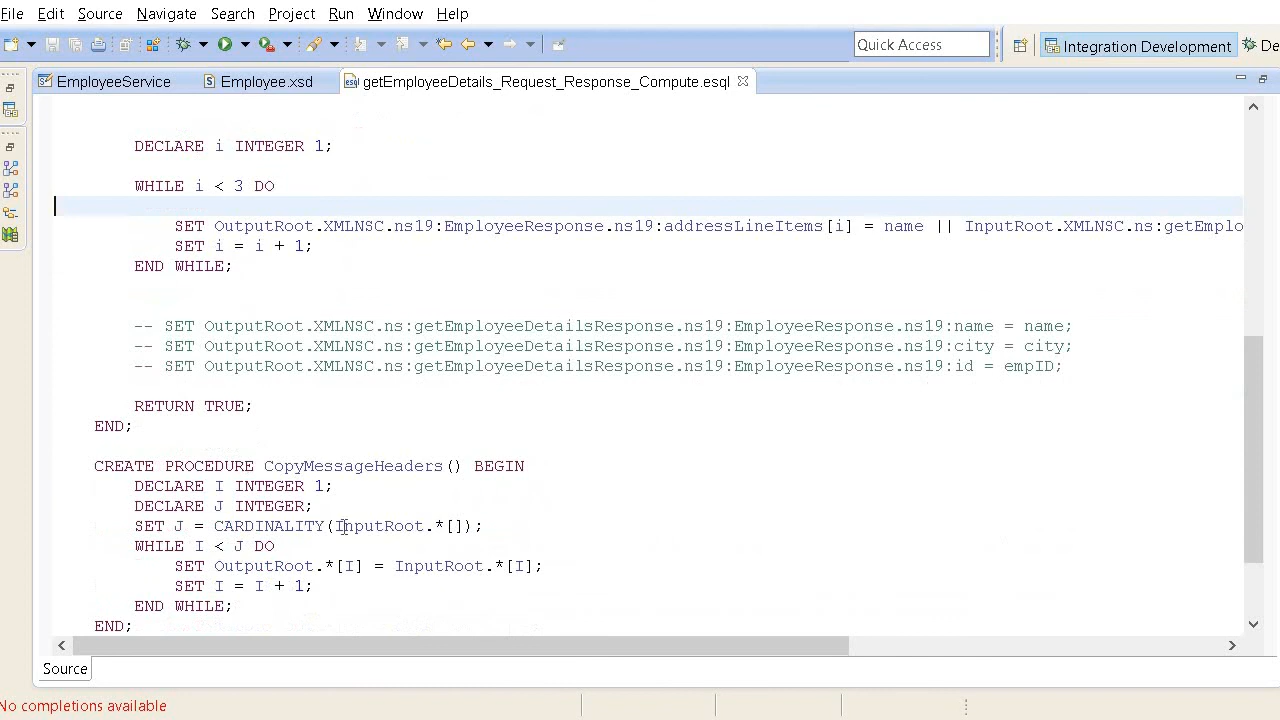 File Edit Source Navigate Search Project Run Window Help
Quick Access
Integration Development
De
EmployeeService
Employee.xsd
getEmployeeDetails_Request_Response_Compute.esql
DECLARE i INTEGER 1;
WHILE i < 3 DO
SET OutputRoot.XMLNSC.ns19:EmployeeResponse.ns19:addressLineItems[i] = name || InputRoot.XMLNSC.ns:getEmplo
SET i = i + 1;
END WHILE;
-- SET OutputRoot.XMLNSC.ns:getEmployeeDetailsResponse.ns19:EmployeeResponse.ns19:name = name;
-- SET OutputRoot.XMLNSC.ns:getEmployeeDetailsResponse.ns19:EmployeeResponse.ns19:city = city;
-- SET OutputRoot.XMLNSC.ns:getEmployeeDetailsResponse.ns19:EmployeeResponse.ns19:id = empID;
RETURN TRUE;
END;
CREATE PROCEDURE CopyMessageHeaders() BEGIN
DECLARE I INTEGER 1;
DECLARE J INTEGER;
SET J = CARDINALITY(InputRoot.*[]);
WHILE I < J DO
SET OutputRoot.*[I] = InputRoot.*[I];
SET I = I + 1;
END WHILE;
END;
Source
No completions available